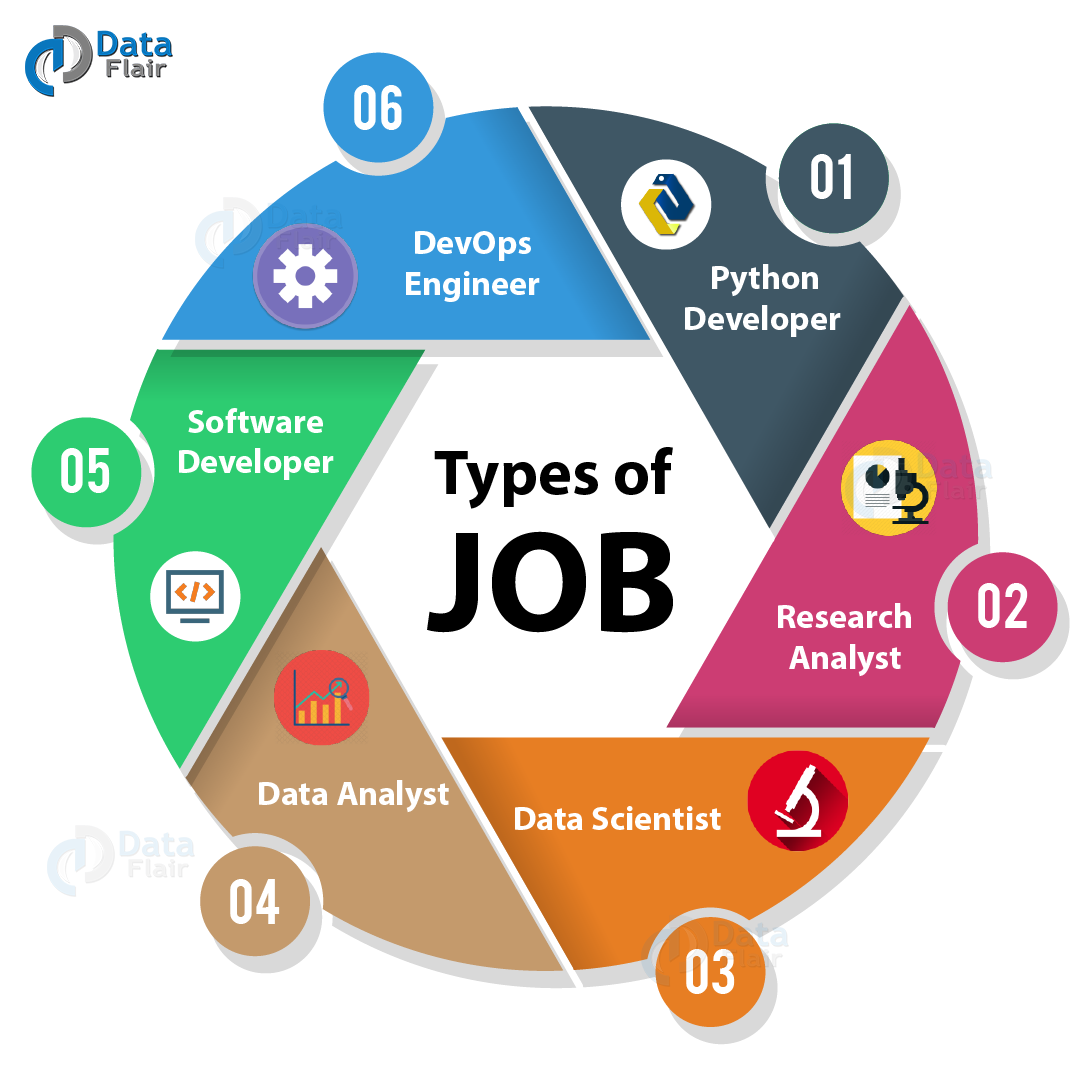 Data
Flair
06
01
DevOps
Engineer
Python
Developer
Data
Flair
05
Software
Developer
Types of
JOB
Data
Flair
02
Research
Analyst
</>
Data Analyst
Data Scientist
Data
Flair
04
03
Data
Flair